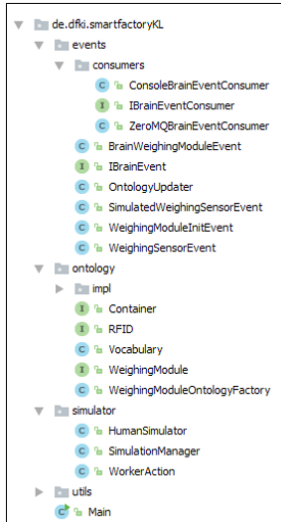 de.dfki.smartfactoryKL
events
consumers
ConsoleBrainEventConsumer
IBrainEventConsumer
ZeroMQBrainEventConsumer
BrainWeighingModuleEvent
IBrainEvent
OntologyUpdater
SimulatedWeighingSensorEvent
WeighingModuleInitEvent
WeighingSensorEvent
ontology
impl
Container
RFID
Vocabulary
WeighingModule
WeighingModuleOntologyFactory
simulator
HumanSimulator
SimulationManager
WorkerAction
utils
Main